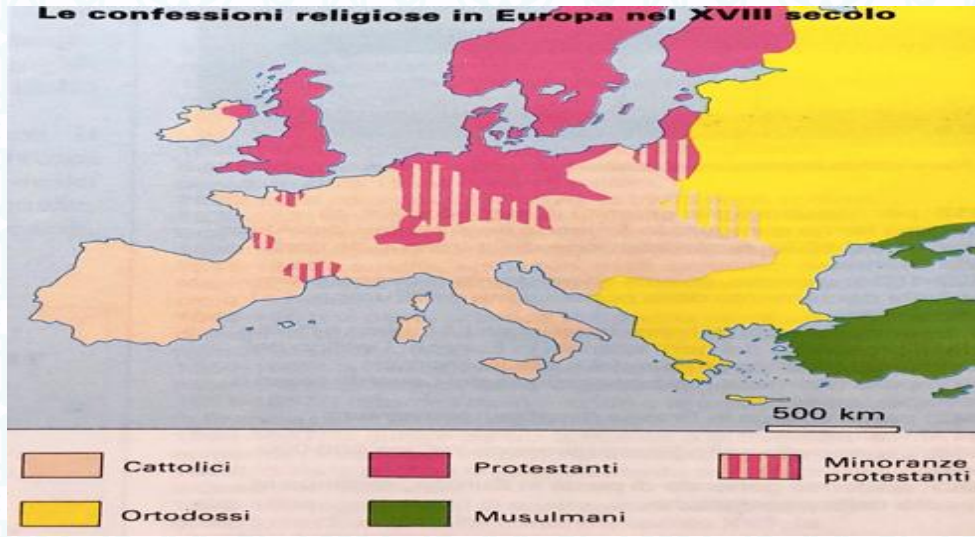 Le confessioni religiose in Europa nel XVIII secolo
500 km
Cattolici
Protestanti
Minoranze
protestanti
Ortodossi
Musulmani